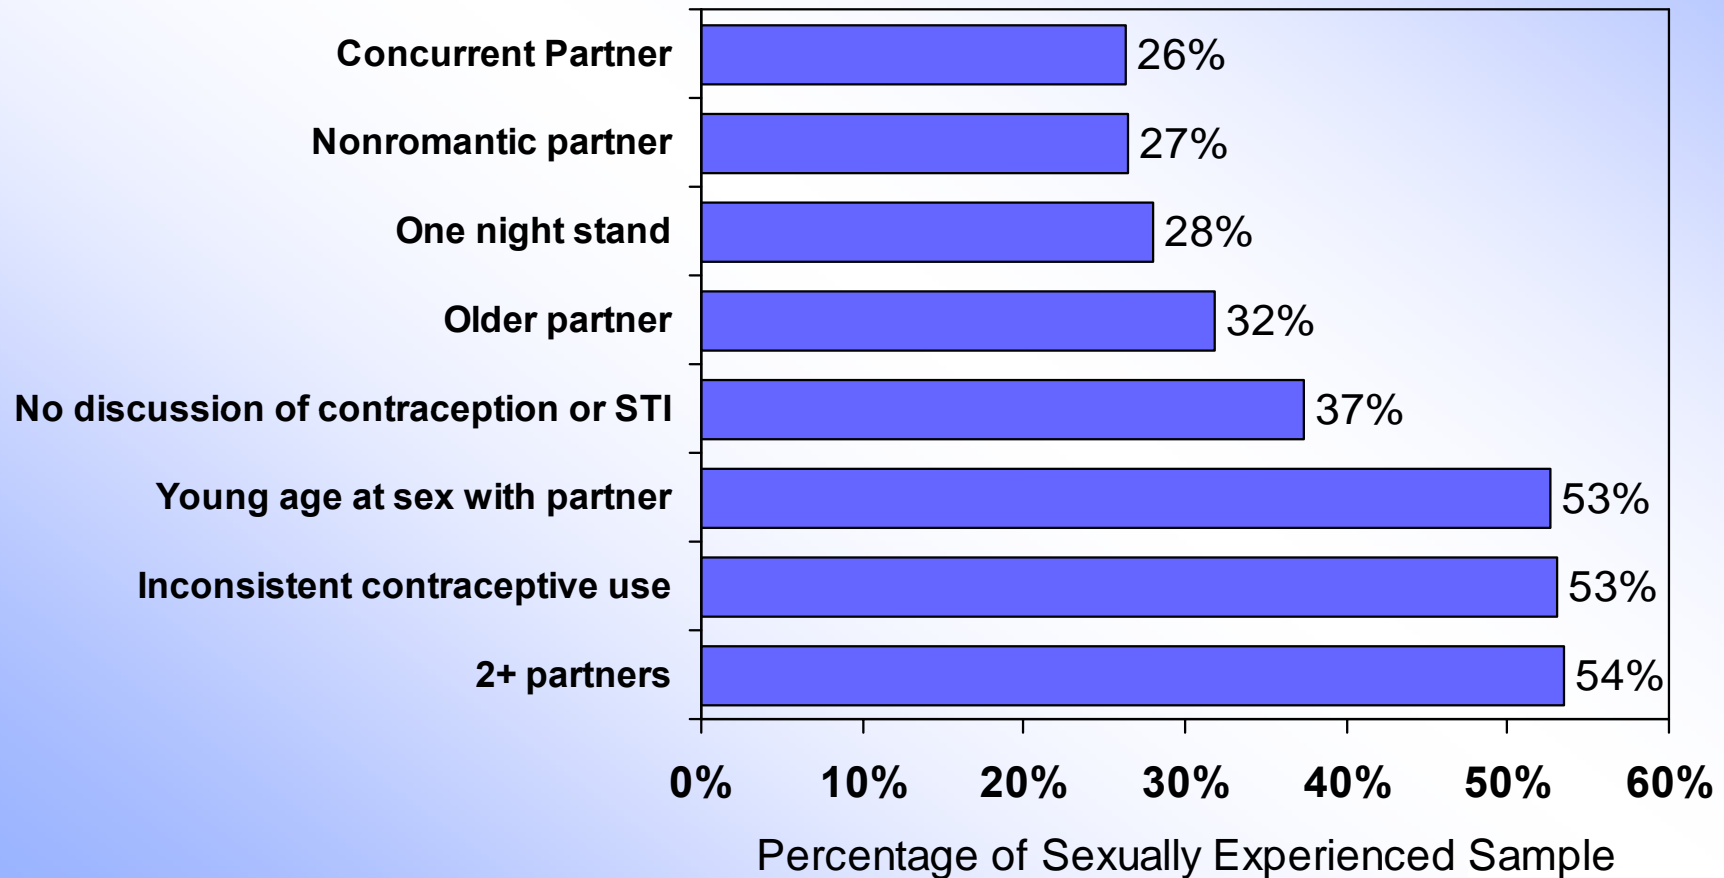 Concurrent Partner 26%
Nonromantic partner 27%
One night stand 28%
Older partner 32%
No discussion of contraception or STI 37%
Young age at sex with partner 53%
Inconsistent contraceptive use 53%
2+ partners 54%
0% 10% 20% 30% 40% 50% 60%
Percentage of Sexually Experienced Sample